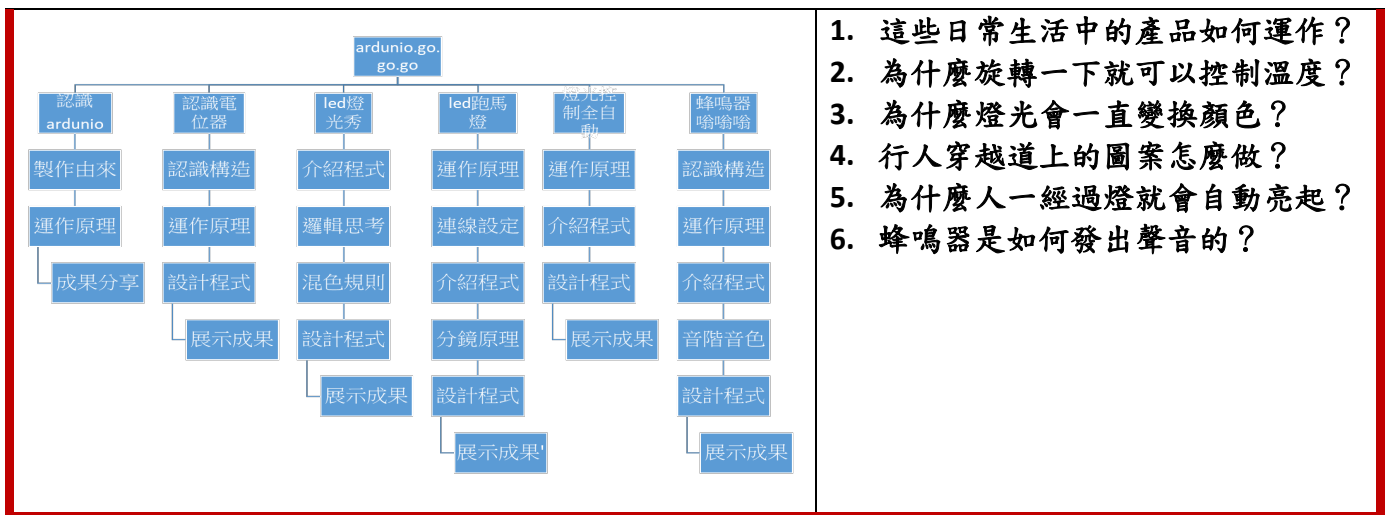 ardunio.go.
go.go
認識
ardunio
製作由來
運作原理
成果分享
認識電
位器
認識構造
運作原理
設計程式
展示成果
led燈
光秀
介紹程式
邏輯思考
混色規則
設計程式
展示成果
led跑馬
燈
運作原理
連線設定
介紹程式
分鏡原理
設計程式
展示成果'
燈光控
制全自
動
運作原理
介紹程式
設計程式
展示成果
蜂鳴器
嗡嗡嗡
認識構造
運作原理
介紹程式
音階音色
設計程式
展示成果
1. 這些日常生活中的產品如何運作？
2. 為什麼旋轉一下就可以控制溫度？
3. 為什麼燈光會一直變換顏色？
4. 行人穿越道上的圖案怎麼做？
5. 為什麼人一經過燈就會自動亮起？
6. 蜂鳴器是如何發出聲音的？